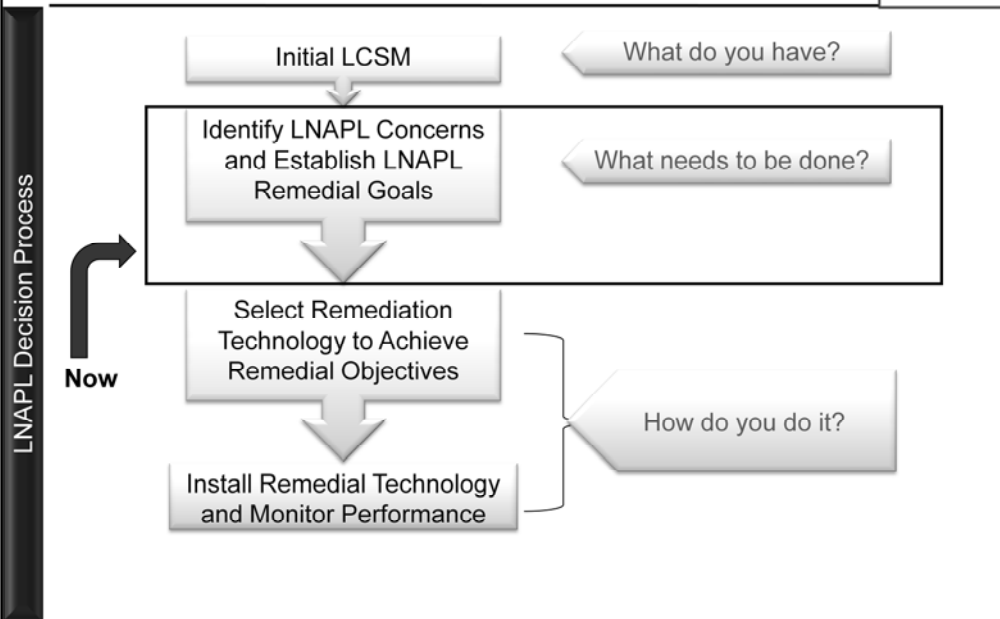 LNAPL Decision Process
Initial LCSM
What do you have?
Identify LNAPL Concerns
and Establish LNAPL
Remedial Goals
What needs to be done?
Now
Select Remediation
Technology to Achieve
Remedial Objectives
How do you do it?
Install Remedial Technology
and Monitor Performance